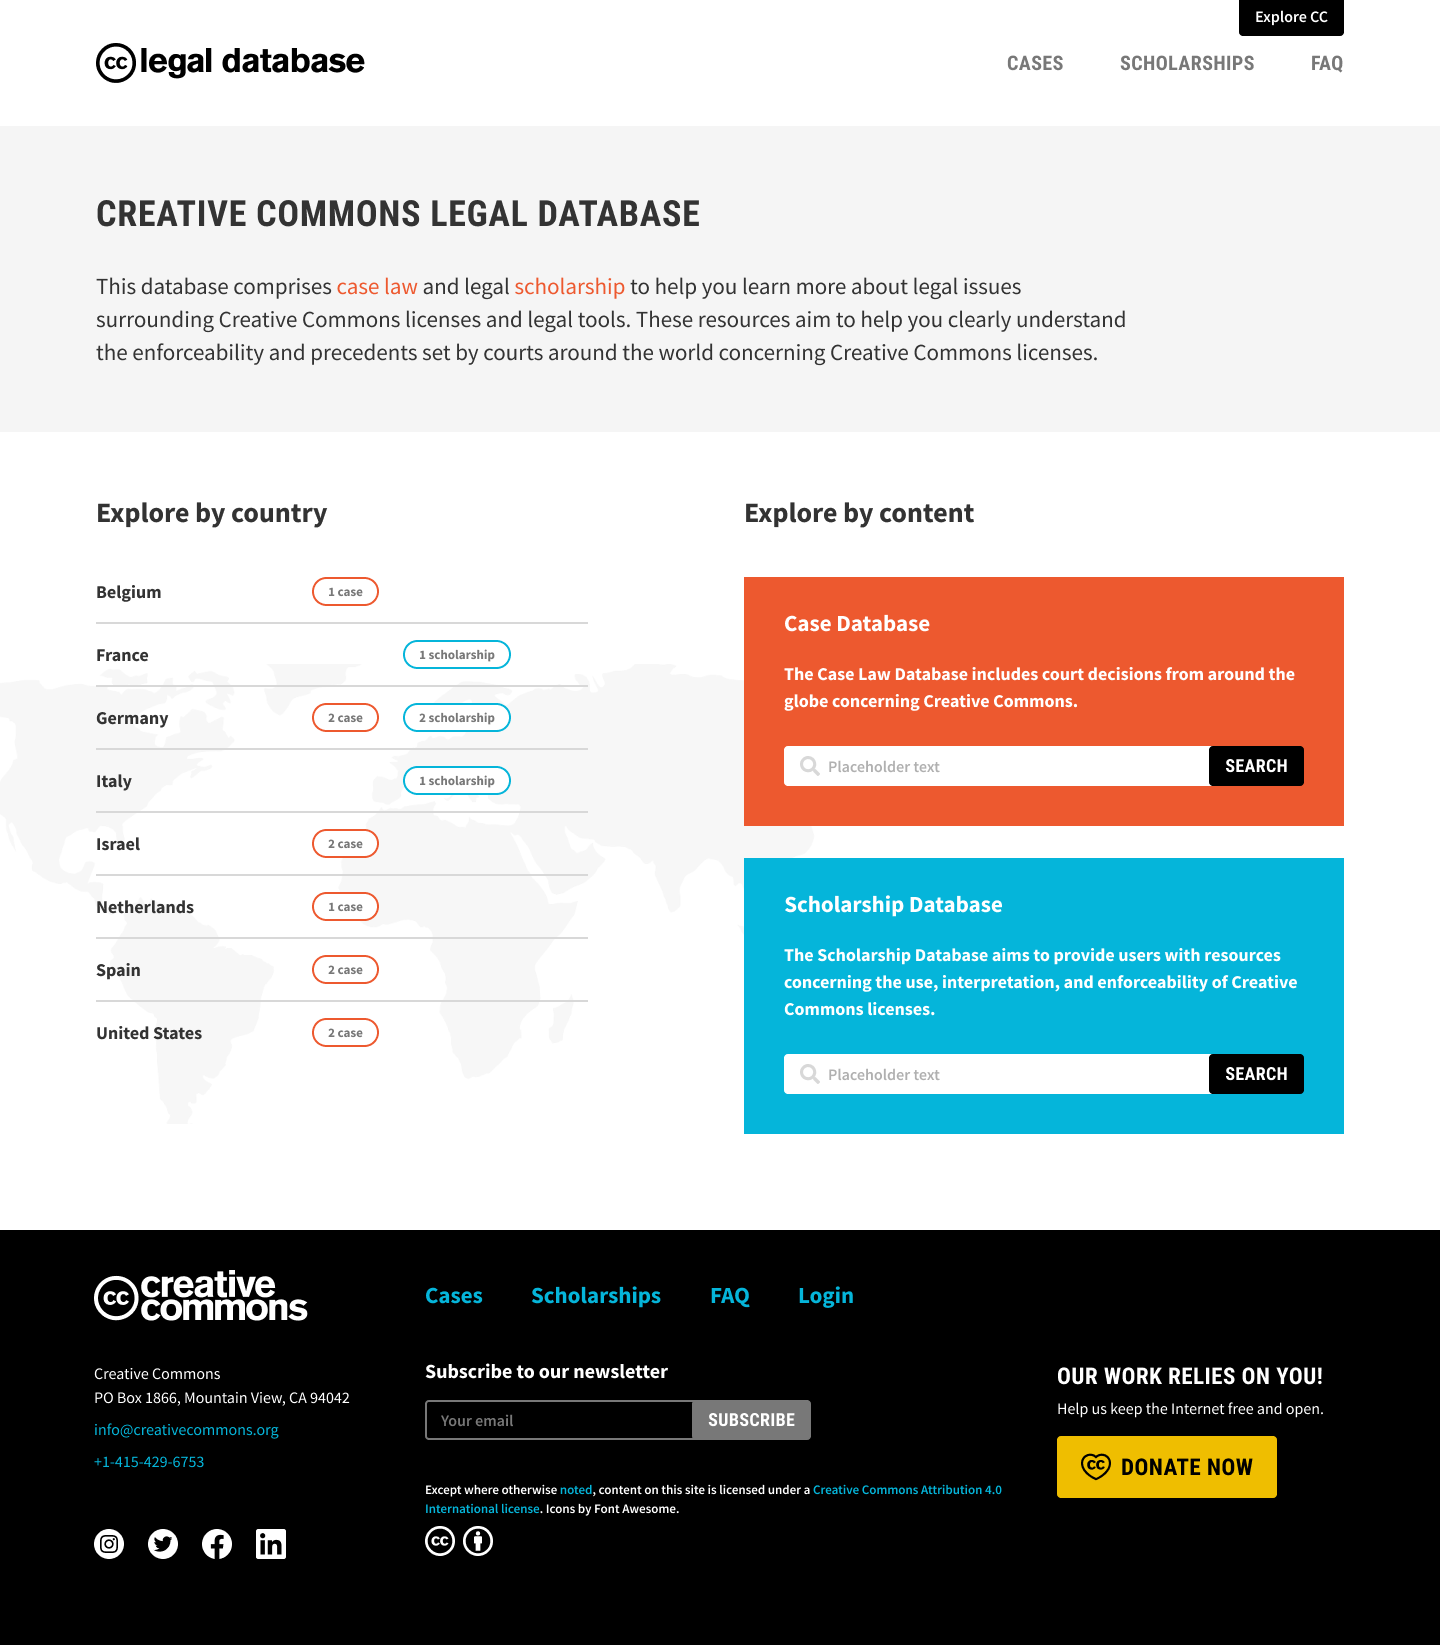 Explore CC
cc legal database
CASES SCHOLARSHIPS FAQ
CREATIVE COMMONS LEGAL DATABASE
This database comprises case law and legal scholarship to help you learn more about legal issues
surrounding Creative Commons licenses and legal tools. These resources aim to help you clearly understand
the enforceability and precedents set by courts around the world concerning Creative Commons licenses.
Explore by country
Belgium 1 case
France 1 scholarship
Germany 2 case 2 scholarship
Italy 1 scholarship
Israel 2 case
Netherlands 1 case
Spain 2 case
United States 2 case
Explore by content
Case Database
The Case Law Database includes court decisions from around the
globe concerning Creative Commons.
Placeholder text SEARCH
Scholarship Database
The Scholarship Database aims to provide users with resources
concerning the use, interpretation, and enforceability of Creative
Commons licenses.
Placeholder text SEARCH
cc creative
commons
Creative Commons
PO Box 1866, Mountain View, CA 94042
info@creativecommons.org
+1-415-429-6753
in
Cases Scholarships FAQ Login
Subscribe to our newsletter
Your email SUBSCRIBE
Except where otherwise noted, content on this site is licensed under a Creative Commons Attribution 4.0
International license. Icons by Font Awesome.
cc
OUR WORK RELIES ON YOU!
Help us keep the Internet free and open.
cc DONATE NOW